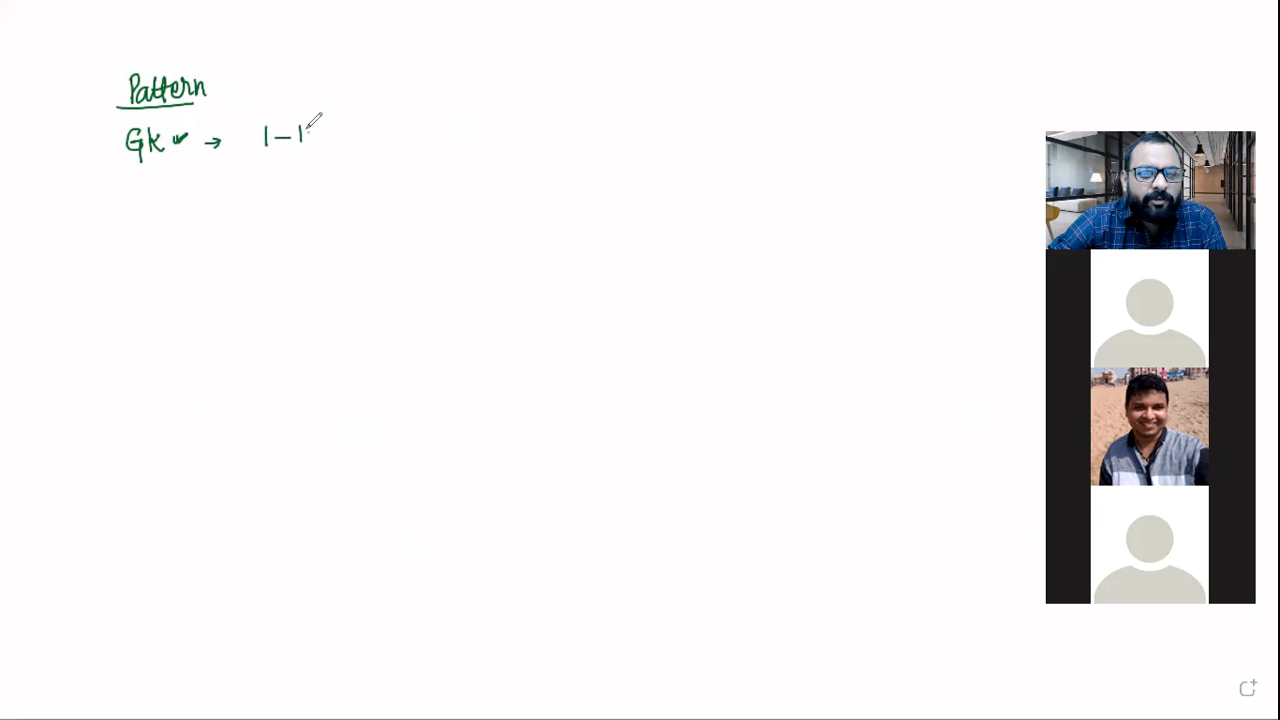 Pattern
GK ✔ → 1 - 1